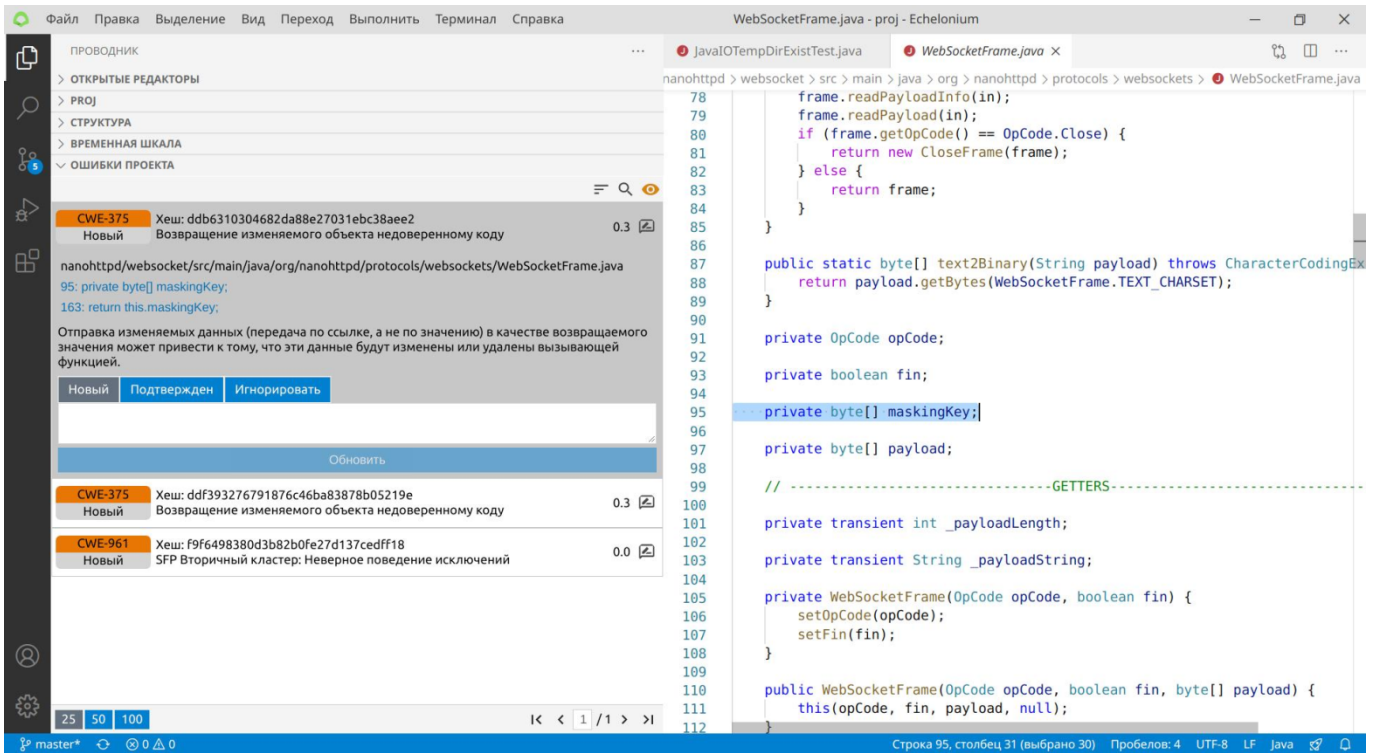 Файл Правка Выделение Вид Переход Выполнить Терминал Справка
WebSocketFrame.java - proj - Echelonium
ПРОВОДНИК
ОТКРЫТЫЕ РЕДАКТОРЫ
PROJ
СТРУКТУРА
ВРЕМЕННАЯ ШКАЛА
ОШИБКИ ПРОЕКТА
5
CWE-375
Новый
Хеш: ddb6310304682da88e27031ebc38aee2
Возвращение изменяемого объекта недоверенному коду
0.3
nanohttpd/websocket/src/main/java/org/nanohttpd/protocols/websockets/WebSocketFrame.java
95: private byte[] maskingKey;
163: return this.maskingKey;
Отправка изменяемых данных (передача по ссылке, а не по значению) в качестве возвращаемого
значения может привести к тому, что эти данные будут изменены или удалены вызывающей
функцией.
Новый Подтвержден Игнорировать
Обновить
CWE-375
Новый
Хеш: ddf393276791876c46ba83878b05219e
Возвращение изменяемого объекта недоверенному коду
0.3
CWE-961
Новый
Хеш: f9f6498380d3b82b0fe27d137cedff18
SFP Вторичный кластер: Неверное поведение исключений
0.0
25 50 100
1 /1
JavaIOTempDirExistTest.java WebSocketFrame.java
nanohttpd > websocket > src > main > java > org > nanohttpd > protocols > websockets > WebSocketFrame.java
78 frame.readPayloadInfo(in);
79 frame.readPayload(in);
80 if (frame.getOpCode() == OpCode.Close) {
81 return new CloseFrame(frame);
82 } else {
83 return frame;
84 }
85 }
86
87 public static byte[] text2Binary(String payload) throws CharacterCodingEx
88 return payload.getBytes(WebSocketFrame.TEXT_CHARSET);
89 }
90
91 private OpCode opCode;
92
93 private boolean fin;
94
95 private byte[] maskingKey;
96
97 private byte[] payload;
98
99 // --------------------------------GETTERS-------------------------------
100
101 private transient int _payloadLength;
102
103 private transient String _payloadString;
104
105 private WebSocketFrame(OpCode opCode, boolean fin) {
106 setOpCode(opCode);
107 setFin(fin);
108 }
109
110 public WebSocketFrame(OpCode opCode, boolean fin, byte[] payload) {
111 this(opCode, fin, payload, null);
112 }
master* 0 0
Строка 95, столбец 31 (выбрано 30) Пробелов: 4 UTF-8 LF Java